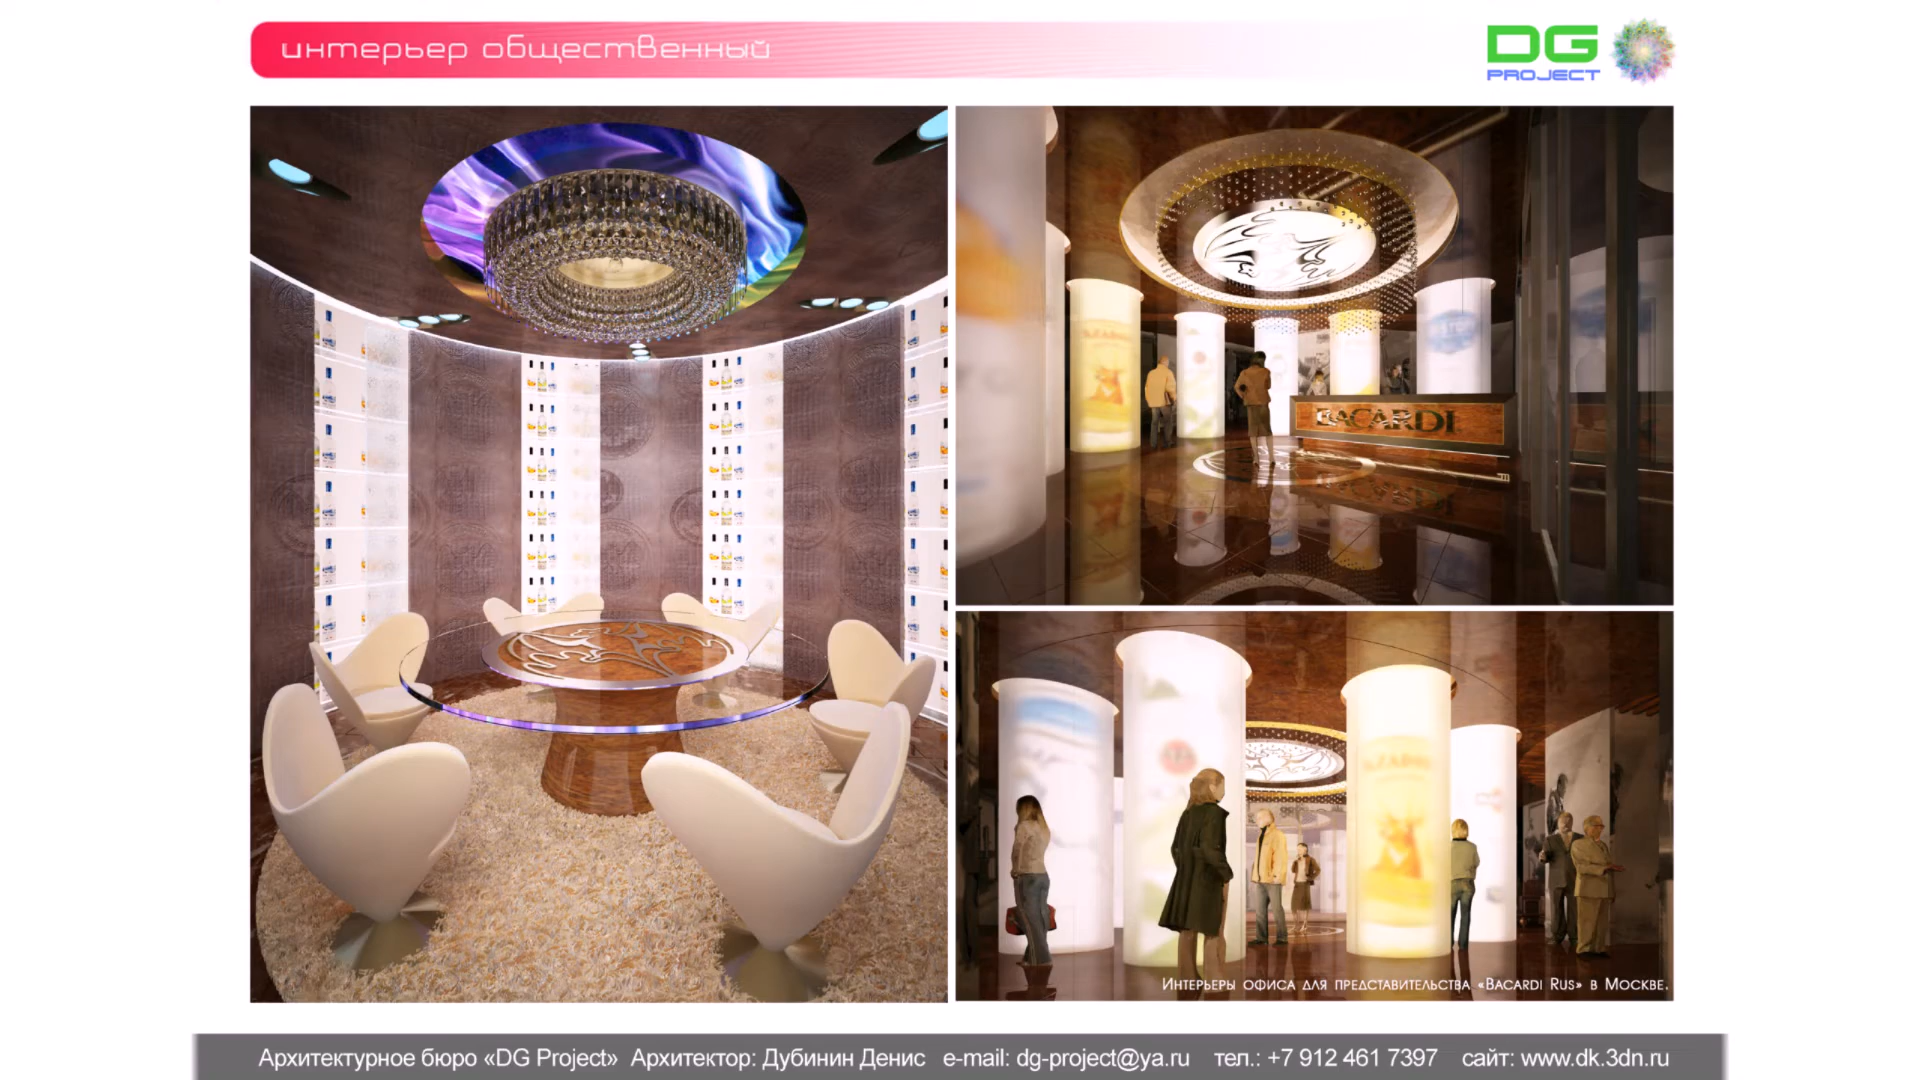 интерьер общественный
DG
PROJECT
BACARDI
Интерьеры офиса для представительства «Bacardi Rus» в Москве.
Архитектурное бюро «DG Project» Архитектор: Дубинин Денис e-mail: dg-project@ya.ru тел.: +7 912 461 7397 сайт: www.dk.3dn.ru